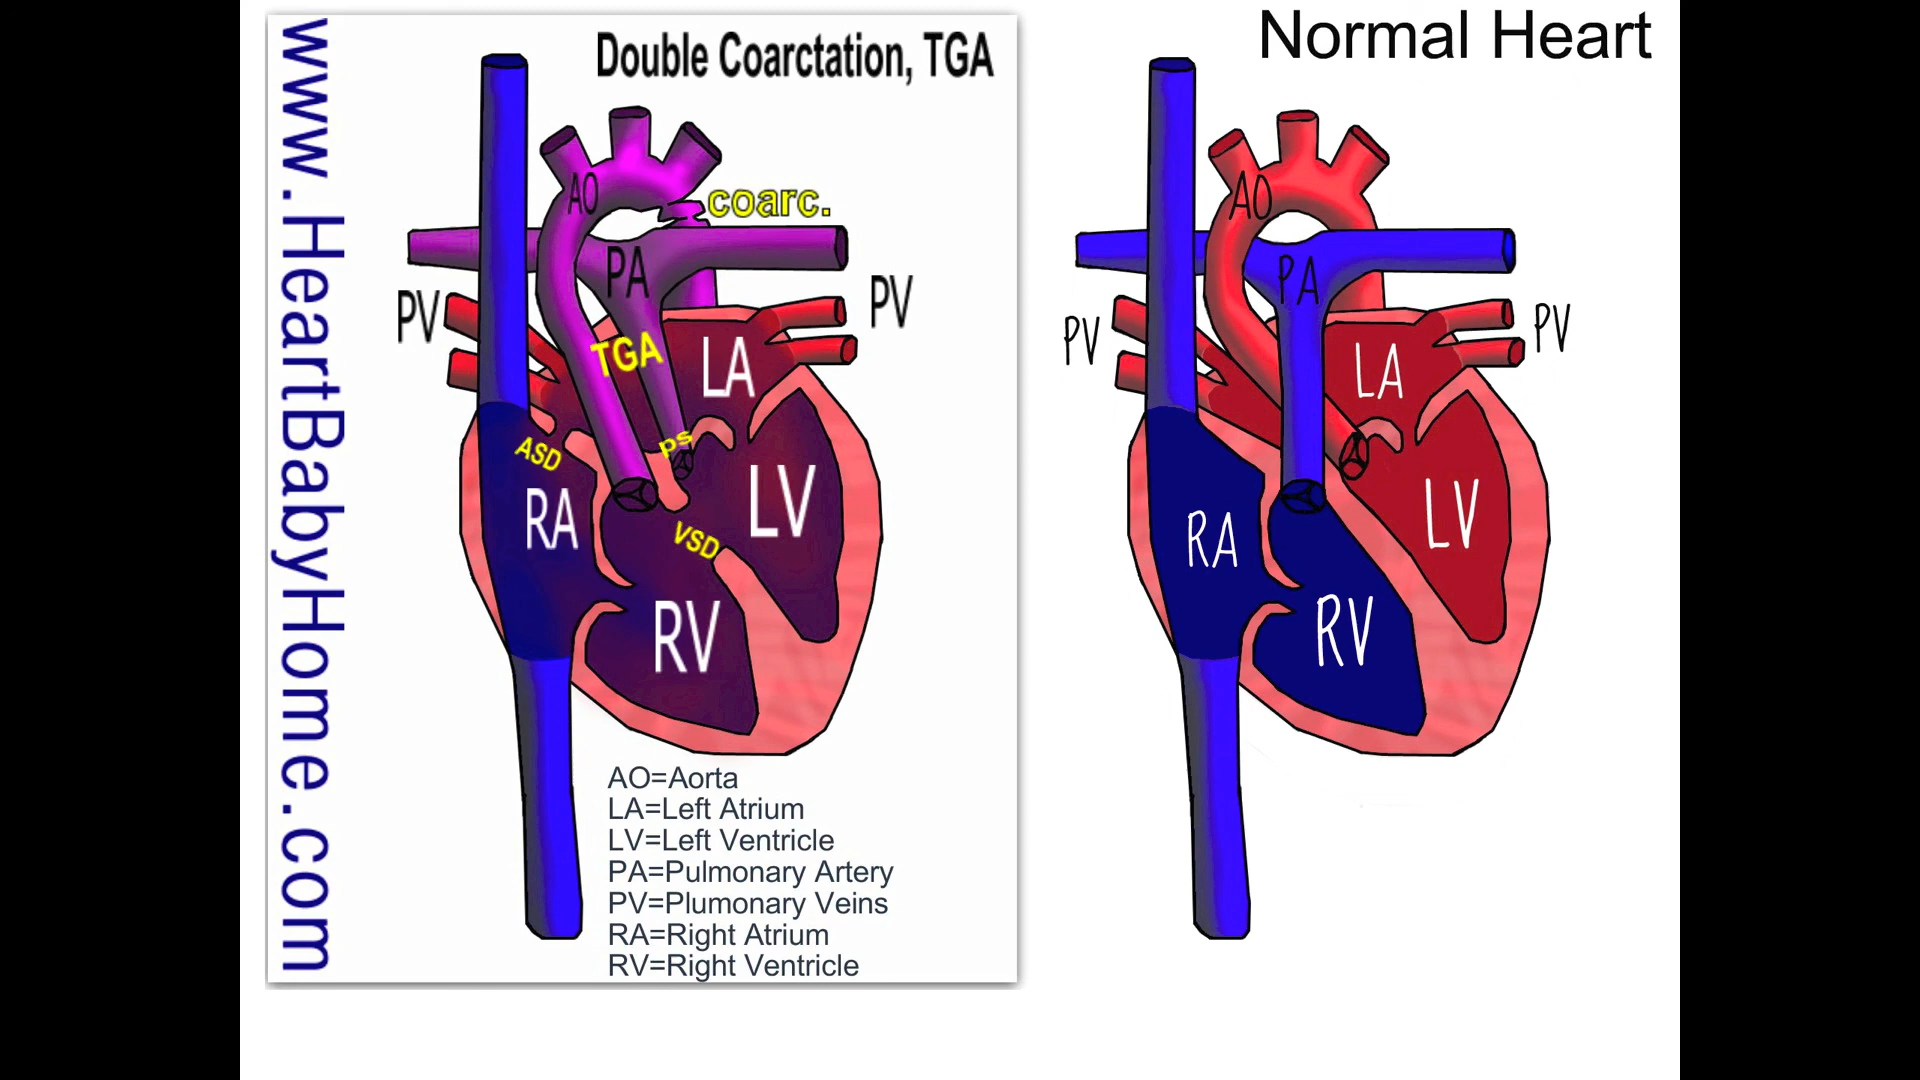 www.HeartBabyHome.com
Double Coarctation, TGA
AO
coarc.
PA
PV
PV
TGA
LA
ps
ASD
RA
LV
VSD
RV
AO=Aorta
LA=Left Atrium
LV=Left Ventricle
PA=Pulmonary Artery
PV=Plumonary Veins
RA=Right Atrium
RV=Right Ventricle
Normal Heart
AO
PA
PV
PV
LA
LV
RA
RV